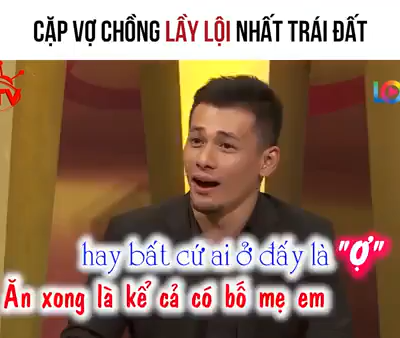 CẶP VỢ CHỒNG LẦY LỘI NHẤT TRÁI ĐẤT
TV
hay bất cứ ai ở đấy là "Ợ"
Ăn xong là kể cả có bố mẹ em